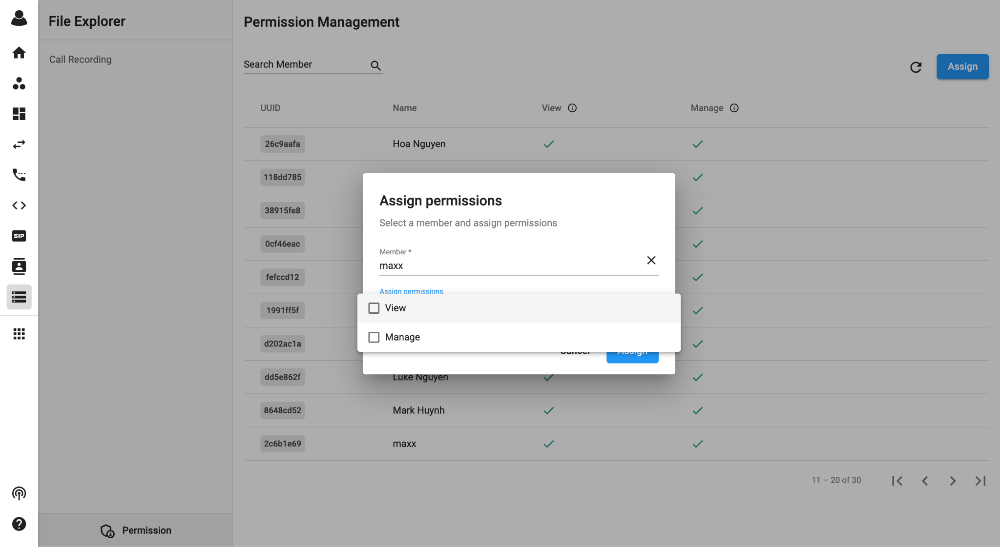 File Explorer
Call Recording
Permission
SIP
Permission Management
Search Member
Assign
UUID Name View Manage
26c9aafa Hoa Nguyen
118dd785
38915fe8
0cf46eac
fefccd12
1991ff5f
d202ac1a
dd5e862f Luke Nguyen
8648cd52 Mark Huynh
2c6b1e69 maxx
11 – 20 of 30
Assign permissions
Select a member and assign permissions
Member *
maxx
Assign permissions
View
Manage
Cancel Assign